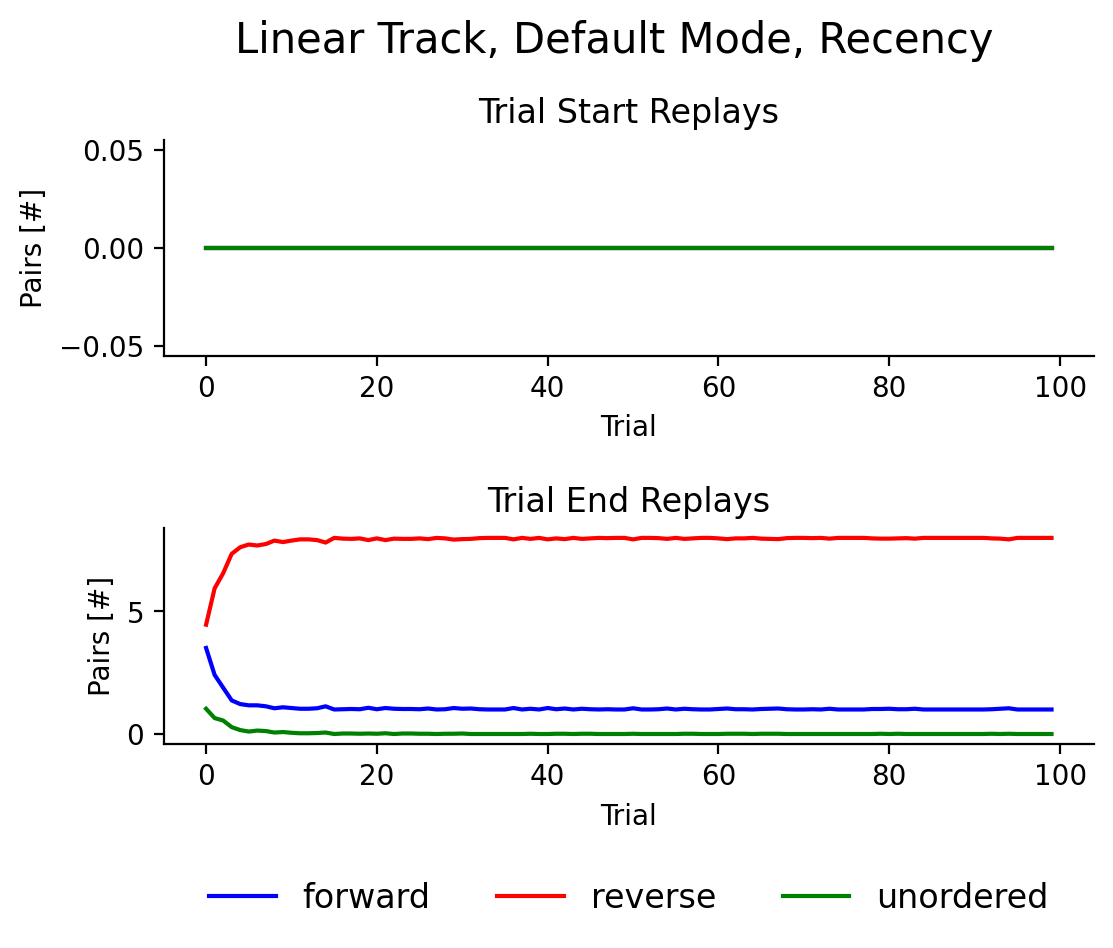 Linear Track, Default Mode, Recency
Trial Start Replays
0.05
0.00
−0.05
Pairs [#]
0 20 40 60 80 100
Trial
Trial End Replays
5
0
Pairs [#]
0 20 40 60 80 100
Trial
forward reverse unordered